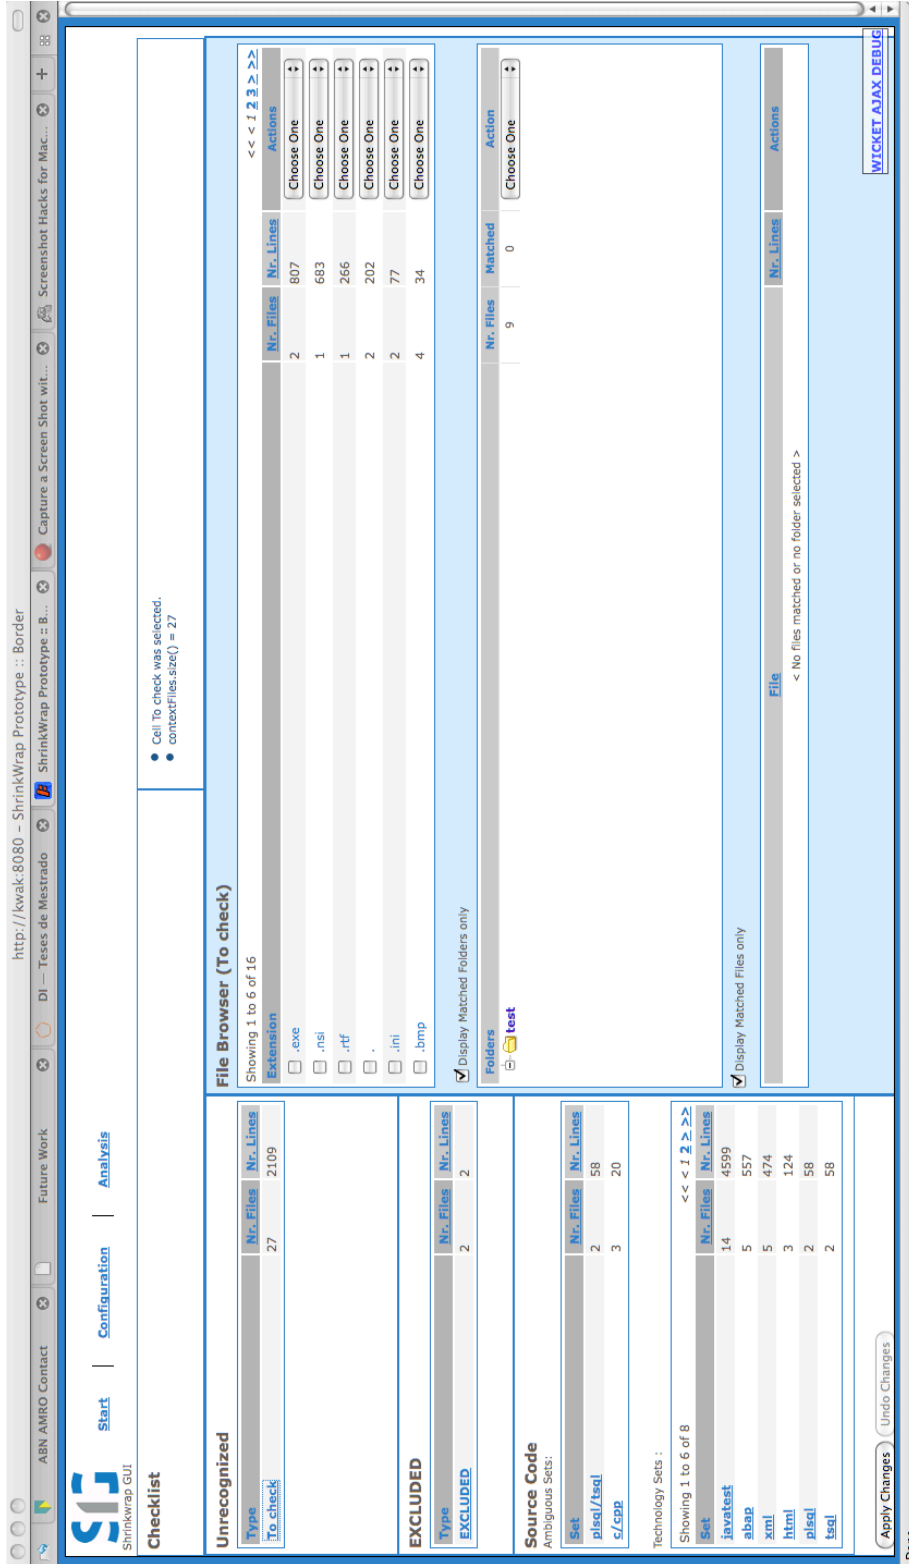 http://kwak:8080 – ShrinkWrap Prototype :: Border
ABN AMRO Contact
Future Work
DI — Teses de Mestrado
ShrinkWrap Prototype :: B...
Capture a Screen Shot wit...
Screenshot Hacks for Mac...
SIG
Shrinkwrap GUI
Start | Configuration | Analysis
Checklist
Cell To check was selected.
contextFiles.size() = 27
Unrecognized
Type Nr. Files Nr. Lines
To check 27 2109
EXCLUDED
Type Nr. Files Nr. Lines
EXCLUDED 2 2
Source Code
Ambiguous Sets:
Set Nr. Files Nr. Lines
plsql/tsql 2 58
c/cpp 3 20
Technology Sets :
Showing 1 to 6 of 8 << < 1 2 > >>
Set Nr. Files Nr. Lines
javatest 14 4599
abap 5 557
xml 5 474
html 3 124
plsql 2 58
tsql 2 58
Apply Changes Undo Changes
File Browser (To check)
Showing 1 to 6 of 16 << < 1 2 3 > >>
Extension Nr. Files Nr. Lines Actions
.exe 2 807 Choose One
.nsi 1 683 Choose One
.rtf 1 266 Choose One
. 2 202 Choose One
.ini 2 77 Choose One
.bmp 4 34 Choose One
Display Matched Folders only
Folders Nr. Files Matched Action
test 9 0 Choose One
Display Matched Files only
File Nr. Lines Actions
< No files matched or no folder selected >
WICKET AJAX DEBUG